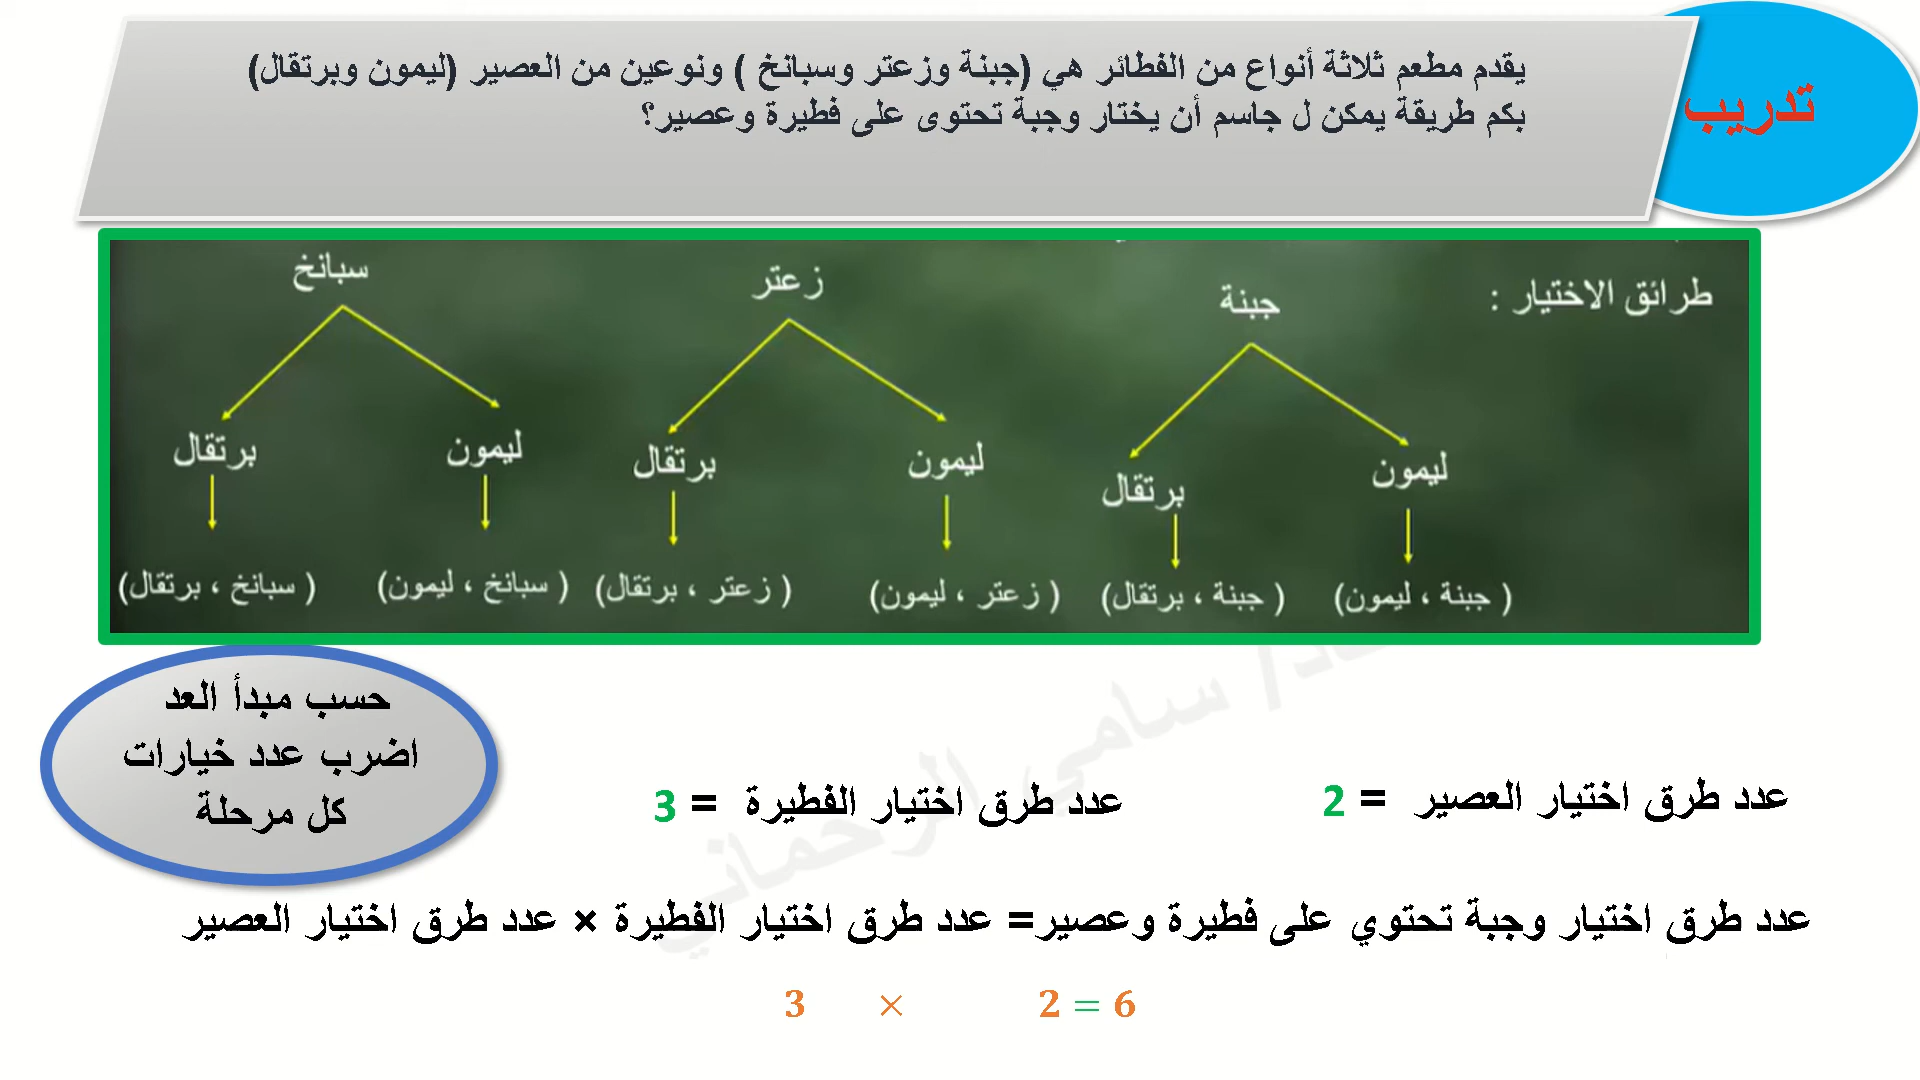 تدريب
يقدم مطعم ثلاثة أنواع من الفطائر هي (جبنة وزعتر وسبانخ ) ونوعين من العصير (ليمون وبرتقال)
بكم طريقة يمكن ل جاسم أن يختار وجبة تحتوى على فطيرة وعصير؟
طرائق الاختيار :
جبنة
زعتر
سبانخ
ليمون
برتقال
ليمون
برتقال
ليمون
برتقال
( جبنة ، ليمون)
( جبنة ، برتقال)
( زعتر ، ليمون)
( زعتر ، برتقال)
( سبانخ ، ليمون)
( سبانخ ، برتقال)
سامي الرحماني
حسب مبدأ العد
اضرب عدد خيارات
كل مرحلة
عدد طرق اختيار العصير = 2
عدد طرق اختيار الفطيرة = 3
عدد طرق اختيار وجبة تحتوي على فطيرة وعصير= عدد طرق اختيار الفطيرة × عدد طرق اختيار العصير
3 × 2 = 6